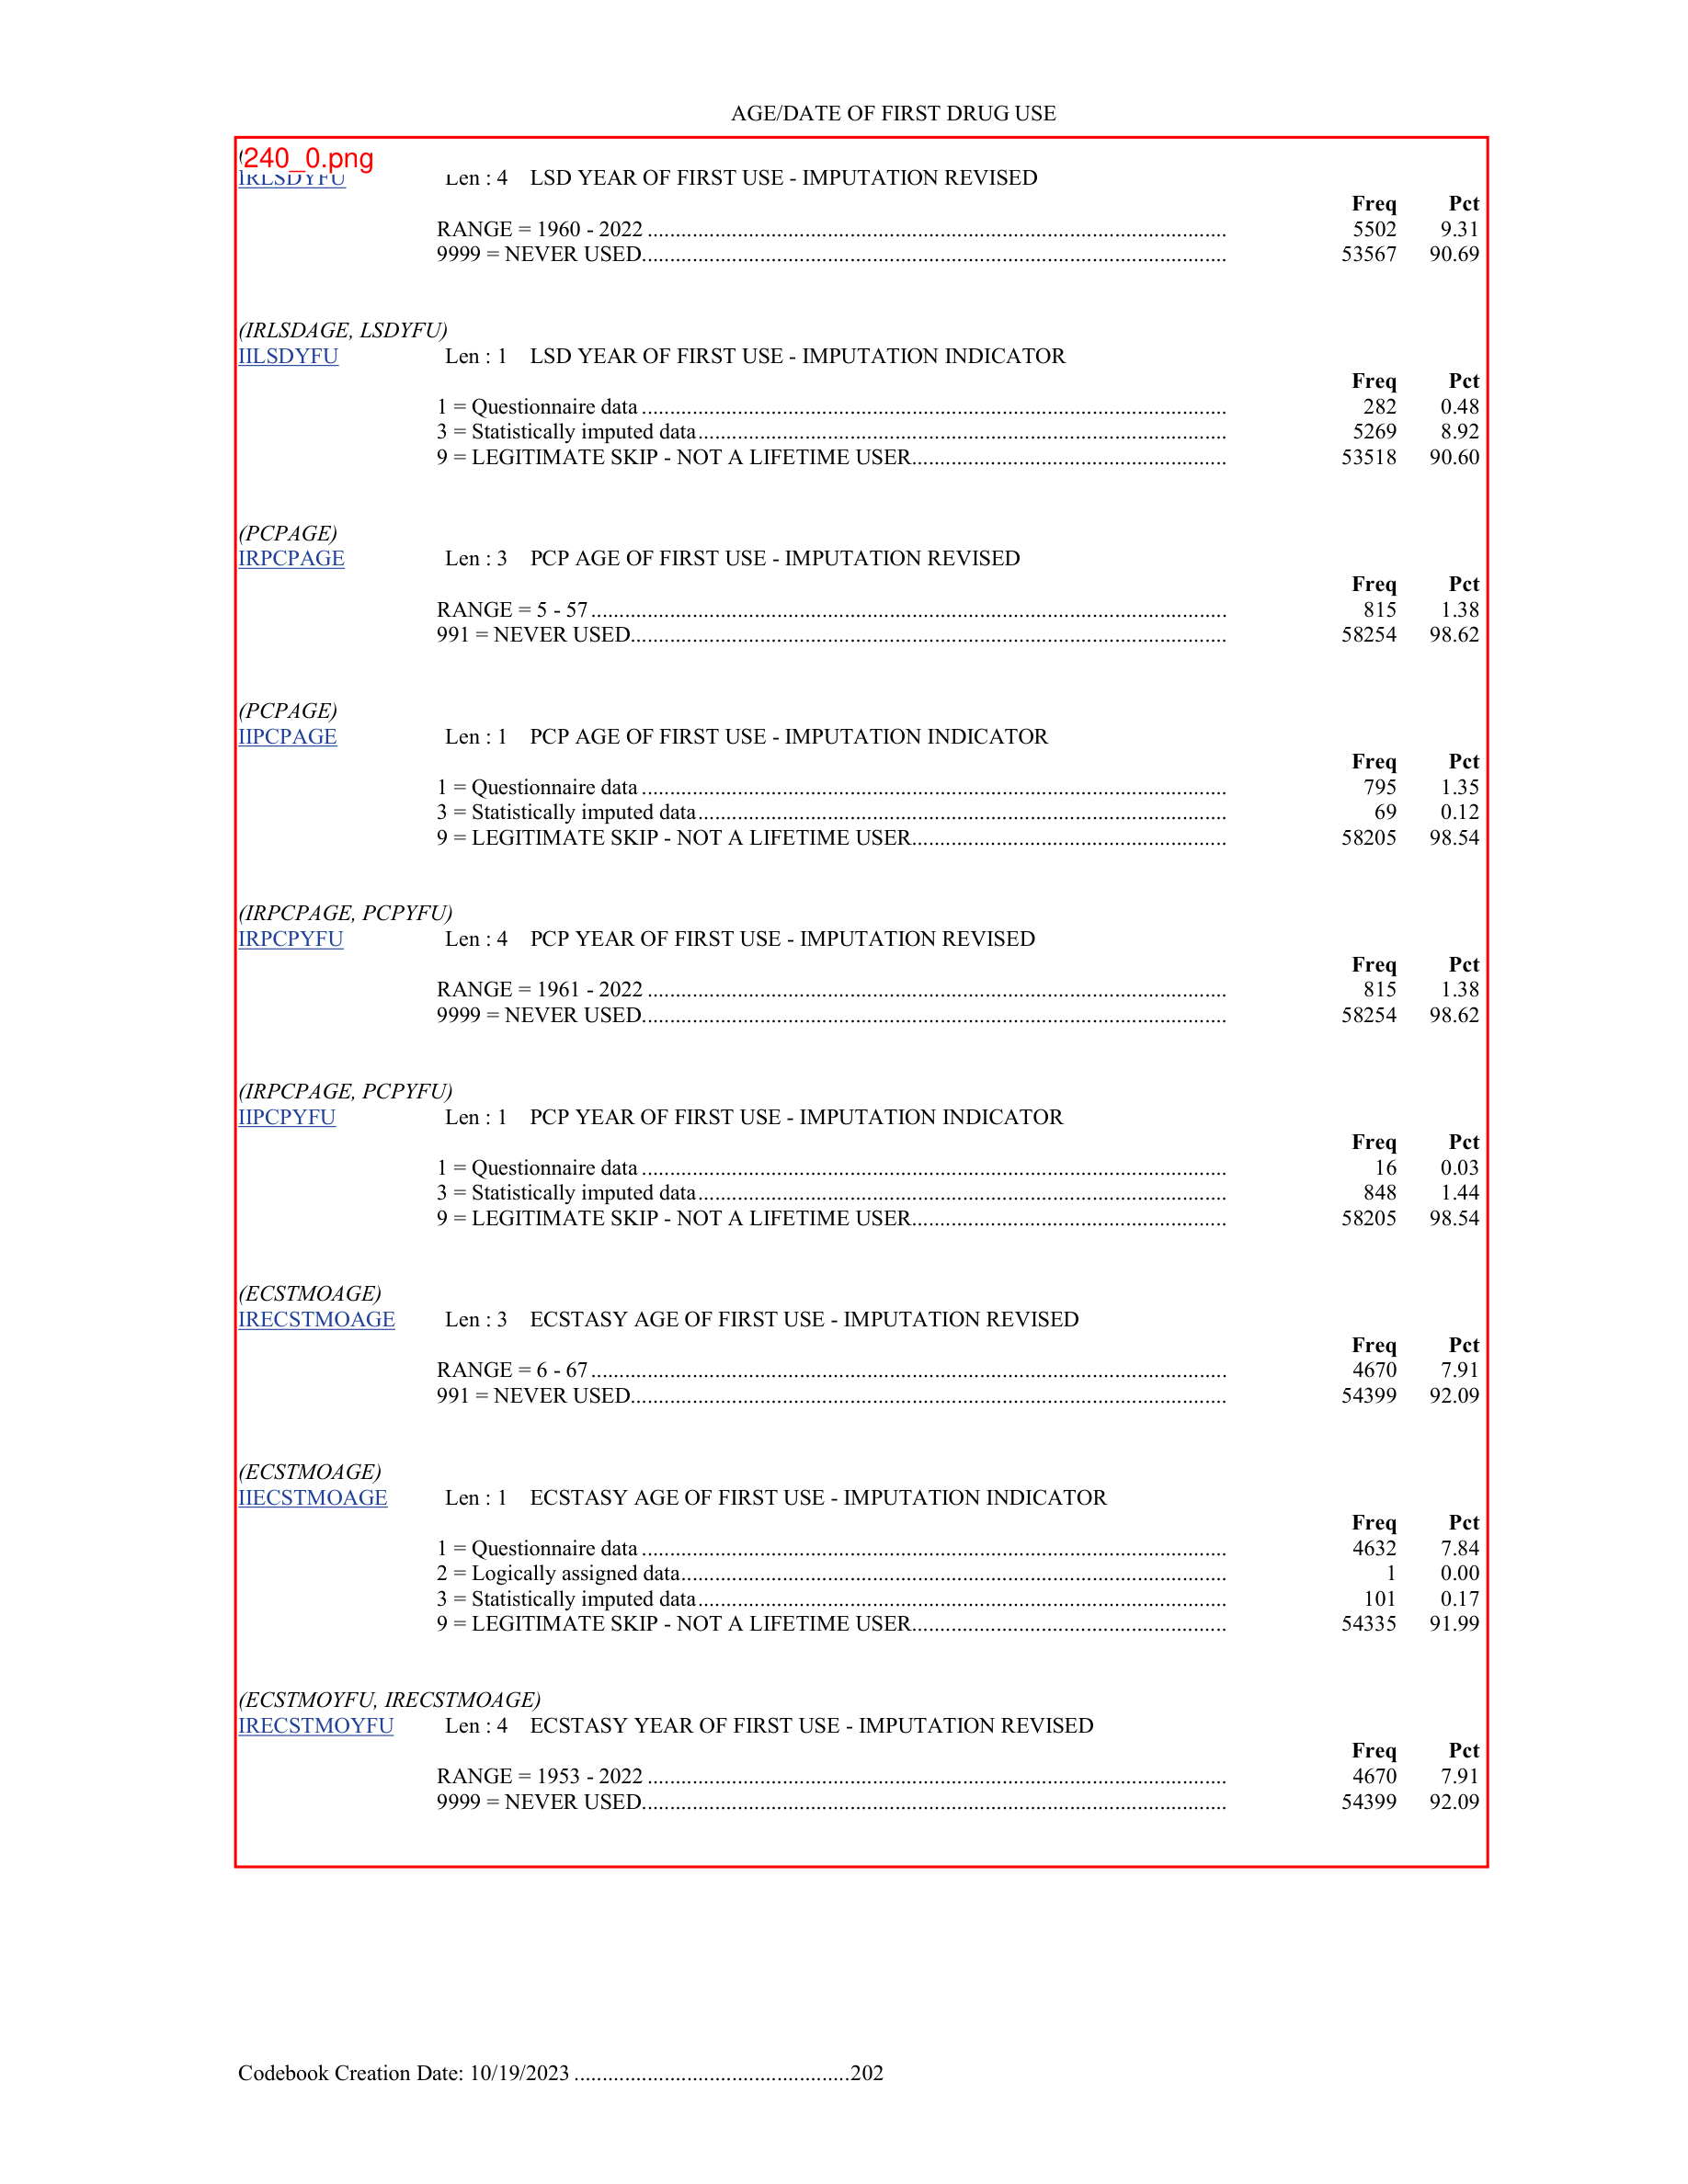 AGE/DATE OF FIRST DRUG USE
240_0.png
IRLSDYFU Len : 4 LSD YEAR OF FIRST USE - IMPUTATION REVISED
Freq Pct
RANGE = 1960 - 2022 5502 9.31
9999 = NEVER USED 53567 90.69
(IRLSDAGE, LSDYFU)
IILSDYFU Len : 1 LSD YEAR OF FIRST USE - IMPUTATION INDICATOR
Freq Pct
1 = Questionnaire data 282 0.48
3 = Statistically imputed data 5269 8.92
9 = LEGITIMATE SKIP - NOT A LIFETIME USER 53518 90.60
(PCPAGE)
IRPCPAGE Len : 3 PCP AGE OF FIRST USE - IMPUTATION REVISED
Freq Pct
RANGE = 5 - 57 815 1.38
991 = NEVER USED 58254 98.62
(PCPAGE)
IIPCPAGE Len : 1 PCP AGE OF FIRST USE - IMPUTATION INDICATOR
Freq Pct
1 = Questionnaire data 795 1.35
3 = Statistically imputed data 69 0.12
9 = LEGITIMATE SKIP - NOT A LIFETIME USER 58205 98.54
(IRPCPAGE, PCPYFU)
IRPCPYFU Len : 4 PCP YEAR OF FIRST USE - IMPUTATION REVISED
Freq Pct
RANGE = 1961 - 2022 815 1.38
9999 = NEVER USED 58254 98.62
(IRPCPAGE, PCPYFU)
IIPCPYFU Len : 1 PCP YEAR OF FIRST USE - IMPUTATION INDICATOR
Freq Pct
1 = Questionnaire data 16 0.03
3 = Statistically imputed data 848 1.44
9 = LEGITIMATE SKIP - NOT A LIFETIME USER 58205 98.54
(ECSTMOAGE)
IRECSTMOAGE Len : 3 ECSTASY AGE OF FIRST USE - IMPUTATION REVISED
Freq Pct
RANGE = 6 - 67 4670 7.91
991 = NEVER USED 54399 92.09
(ECSTMOAGE)
IIECSTMOAGE Len : 1 ECSTASY AGE OF FIRST USE - IMPUTATION INDICATOR
Freq Pct
1 = Questionnaire data 4632 7.84
2 = Logically assigned data 1 0.00
3 = Statistically imputed data 101 0.17
9 = LEGITIMATE SKIP - NOT A LIFETIME USER 54335 91.99
(ECSTMOYFU, IRECSTMOAGE)
IRECSTMOYFU Len : 4 ECSTASY YEAR OF FIRST USE - IMPUTATION REVISED
Freq Pct
RANGE = 1953 - 2022 4670 7.91
9999 = NEVER USED 54399 92.09
Codebook Creation Date: 10/19/2023 202